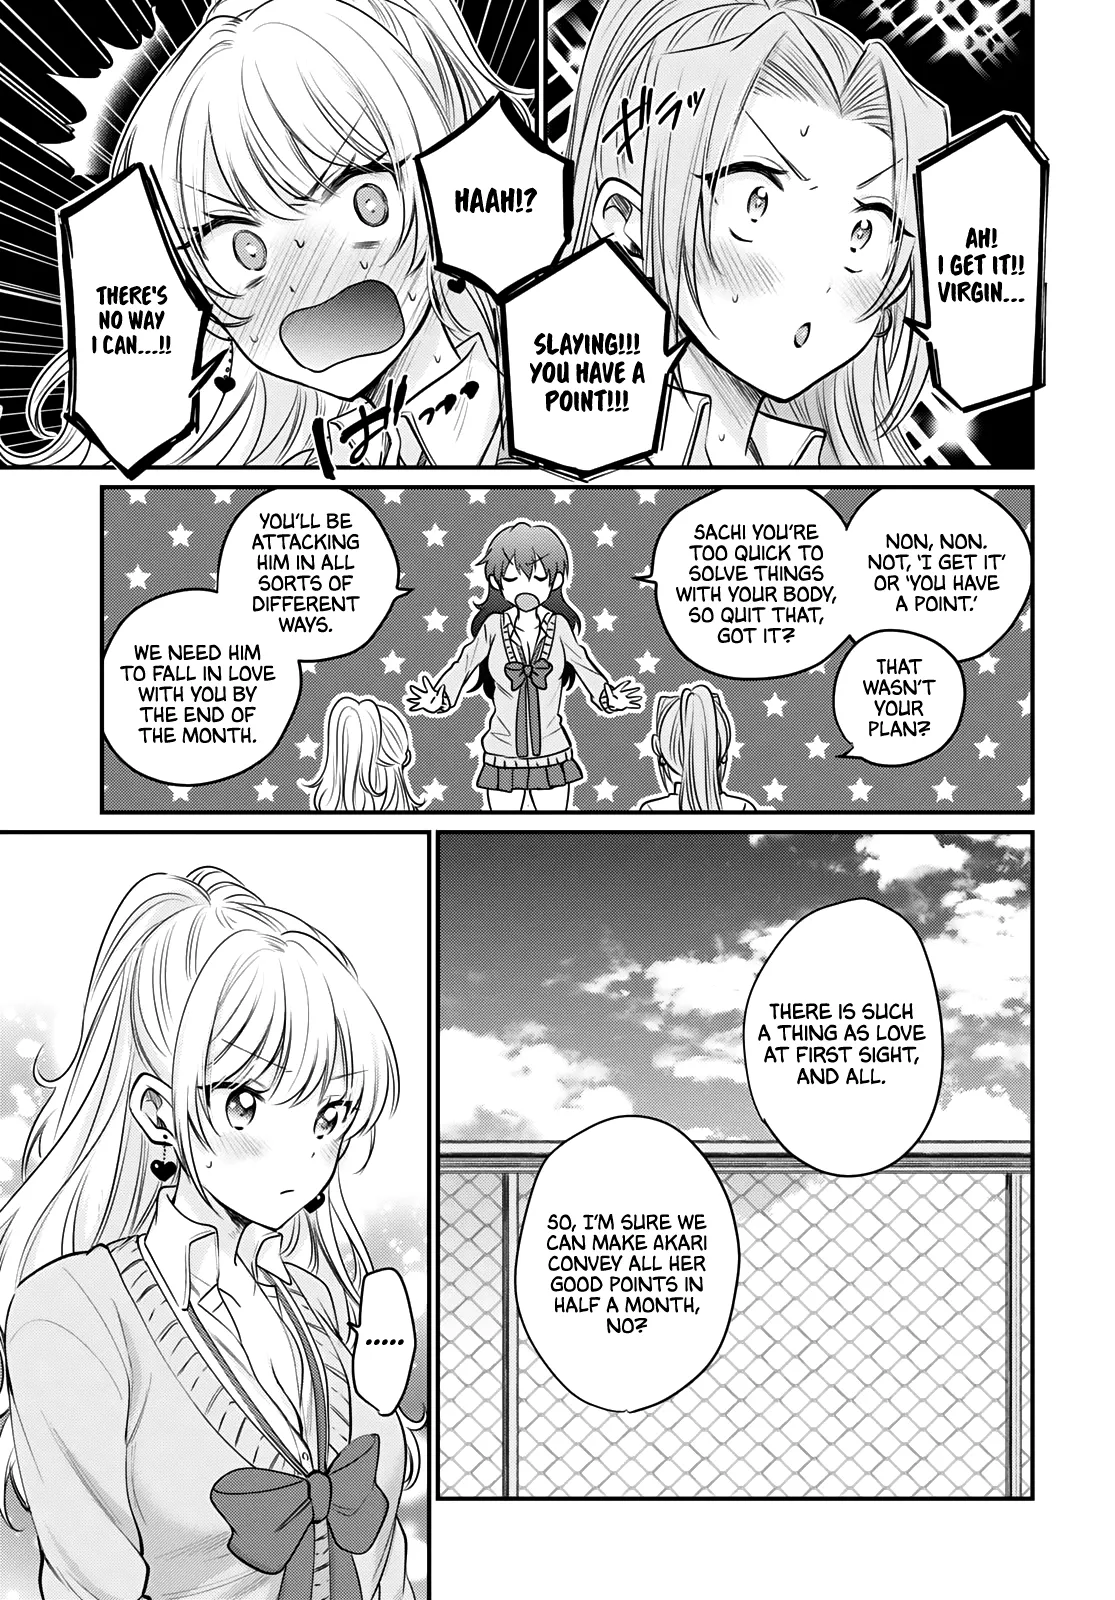 AH!
I GET IT!!
VIRGIN...
SLAYING!!!
YOU HAVE A
POINT!!!
HAAH!?
THERE'S
NO WAY
I CAN...!!
NON, NON.
NOT, 'I GET IT'
OR 'YOU HAVE
A POINT.'
THAT
WASN'T
YOUR
PLAN?
SACHI YOU'RE
TOO QUICK TO
SOLVE THINGS
WITH YOUR BODY,
SO QUIT THAT,
GOT IT?
YOU'LL BE
ATTACKING
HIM IN ALL
SORTS OF
DIFFERENT
WAYS.
WE NEED HIM
TO FALL IN LOVE
WITH YOU BY
THE END OF
THE MONTH.
THERE IS SUCH
A THING AS LOVE
AT FIRST SIGHT,
AND ALL.
SO, I'M SURE WE
CAN MAKE AKARI
CONVEY ALL HER
GOOD POINTS IN
HALF A MONTH,
NO?
.....